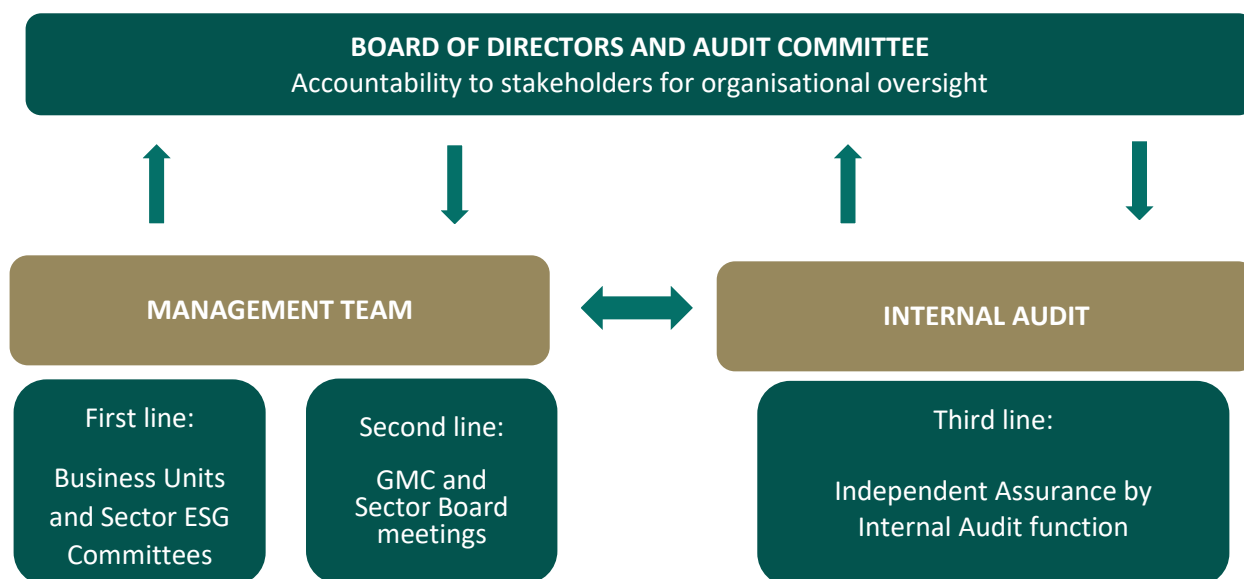 BOARD OF DIRECTORS AND AUDIT COMMITTEE
Accountability to stakeholders for organisational oversight
MANAGEMENT TEAM
INTERNAL AUDIT
First line:
Business Units
and Sector ESG
Committees
Second line:
GMC and
Sector Board
meetings
Third line:
Independent Assurance by
Internal Audit function